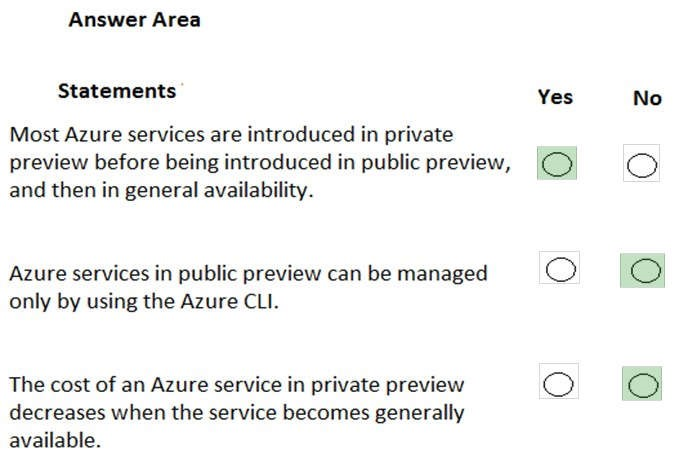 Answer Area
Statements
Yes
No
Most Azure services are introduced in private
preview before being introduced in public preview,
and then in general availability.
Azure services in public preview can be managed
only by using the Azure CLI.
The cost of an Azure service in private preview
decreases when the service becomes generally
available.